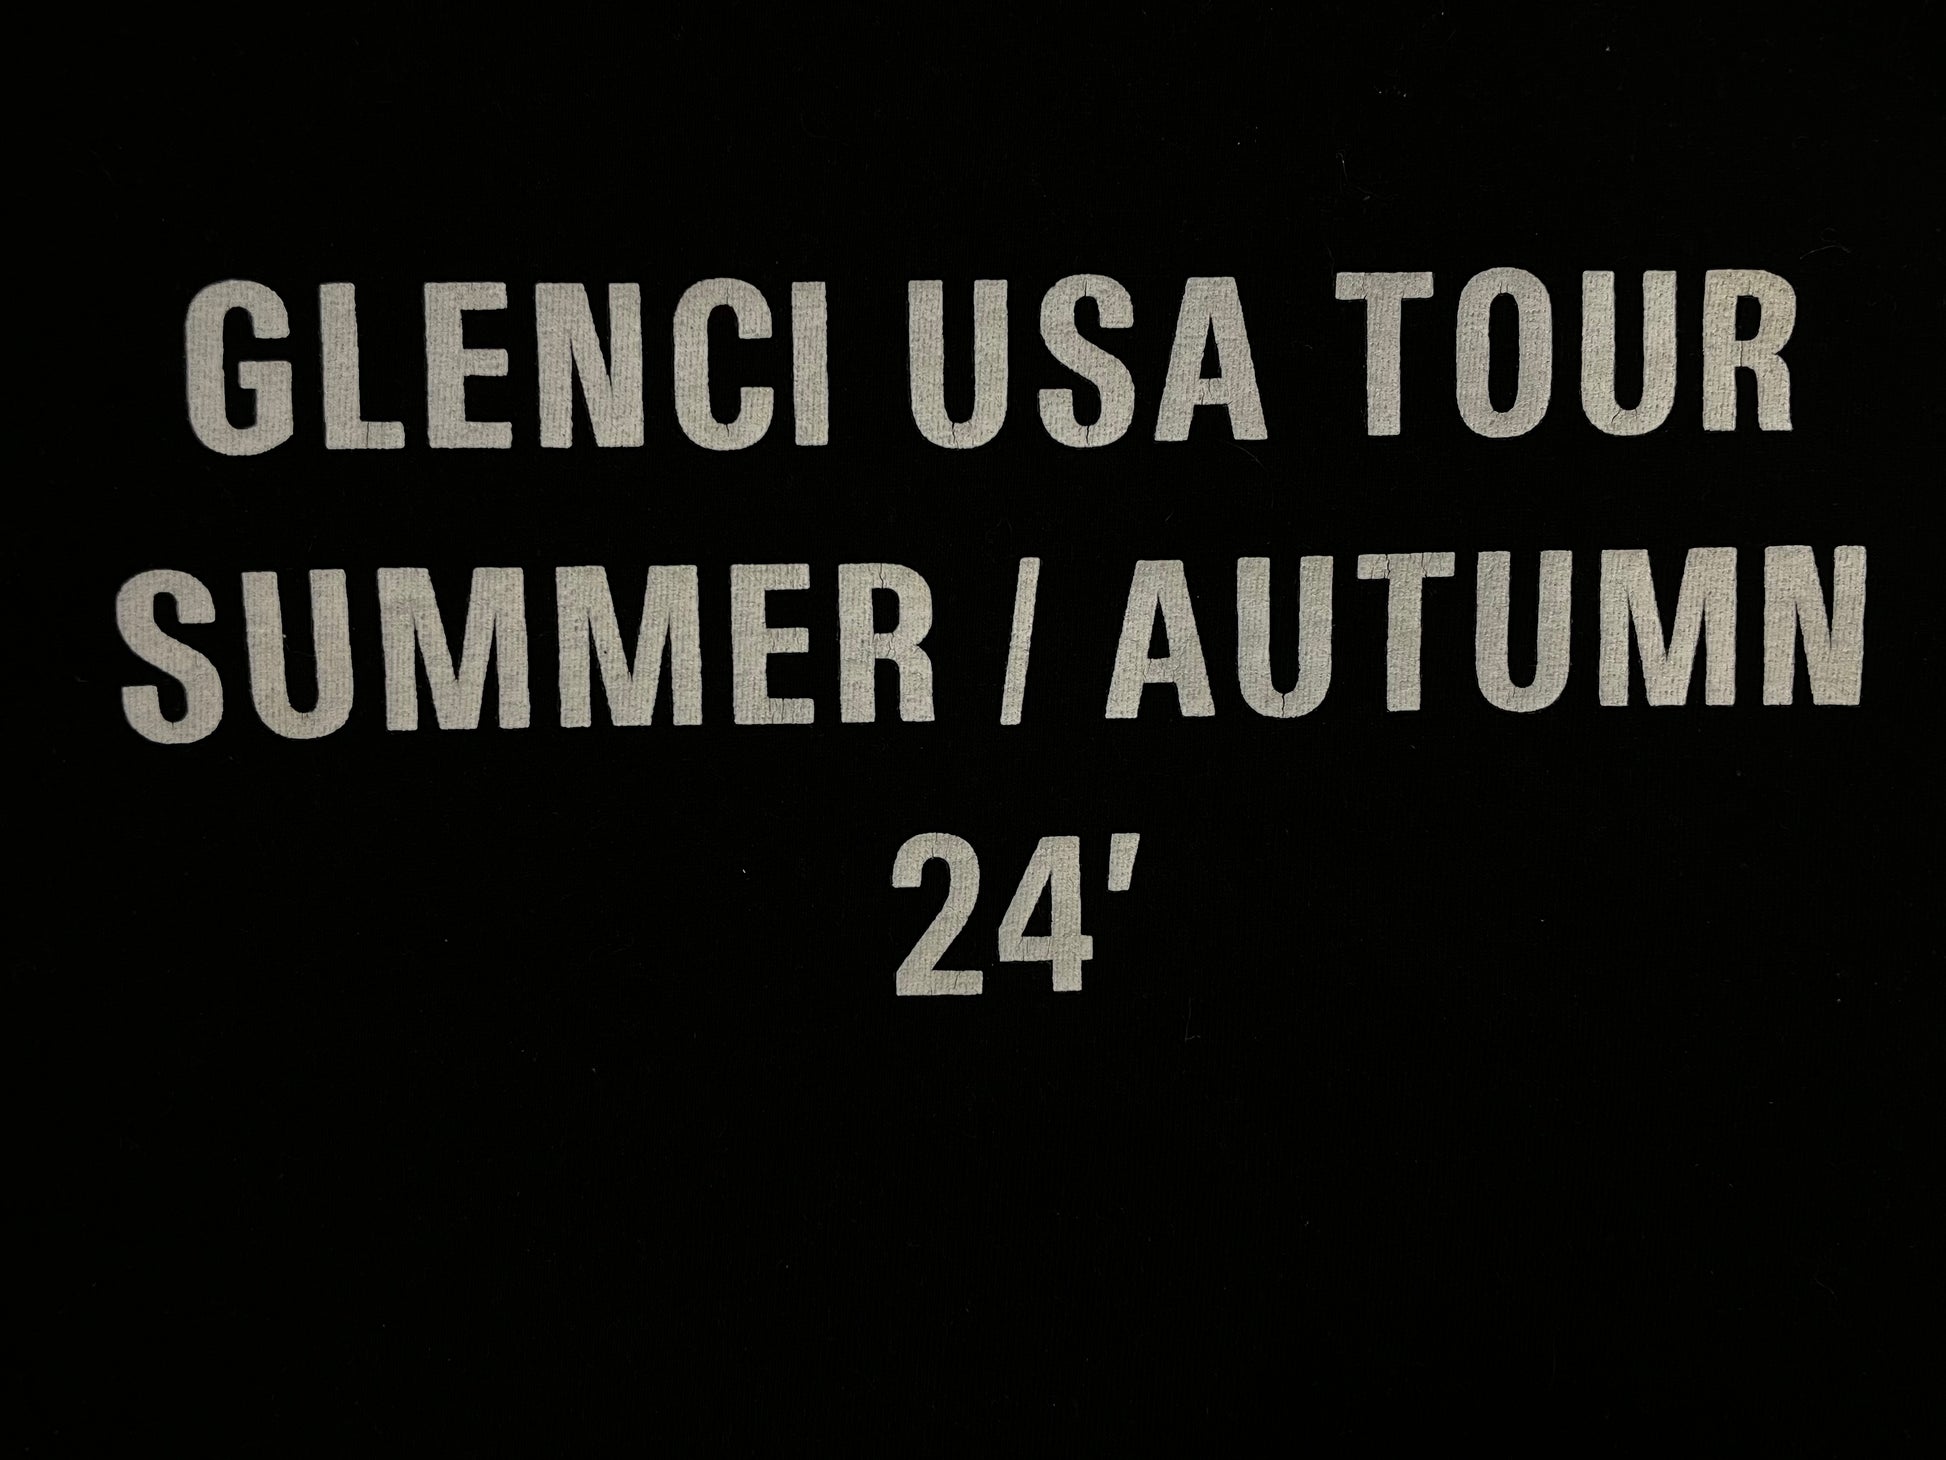 GLENCI USA TOUR
SUMMER / AUTUMN
24'